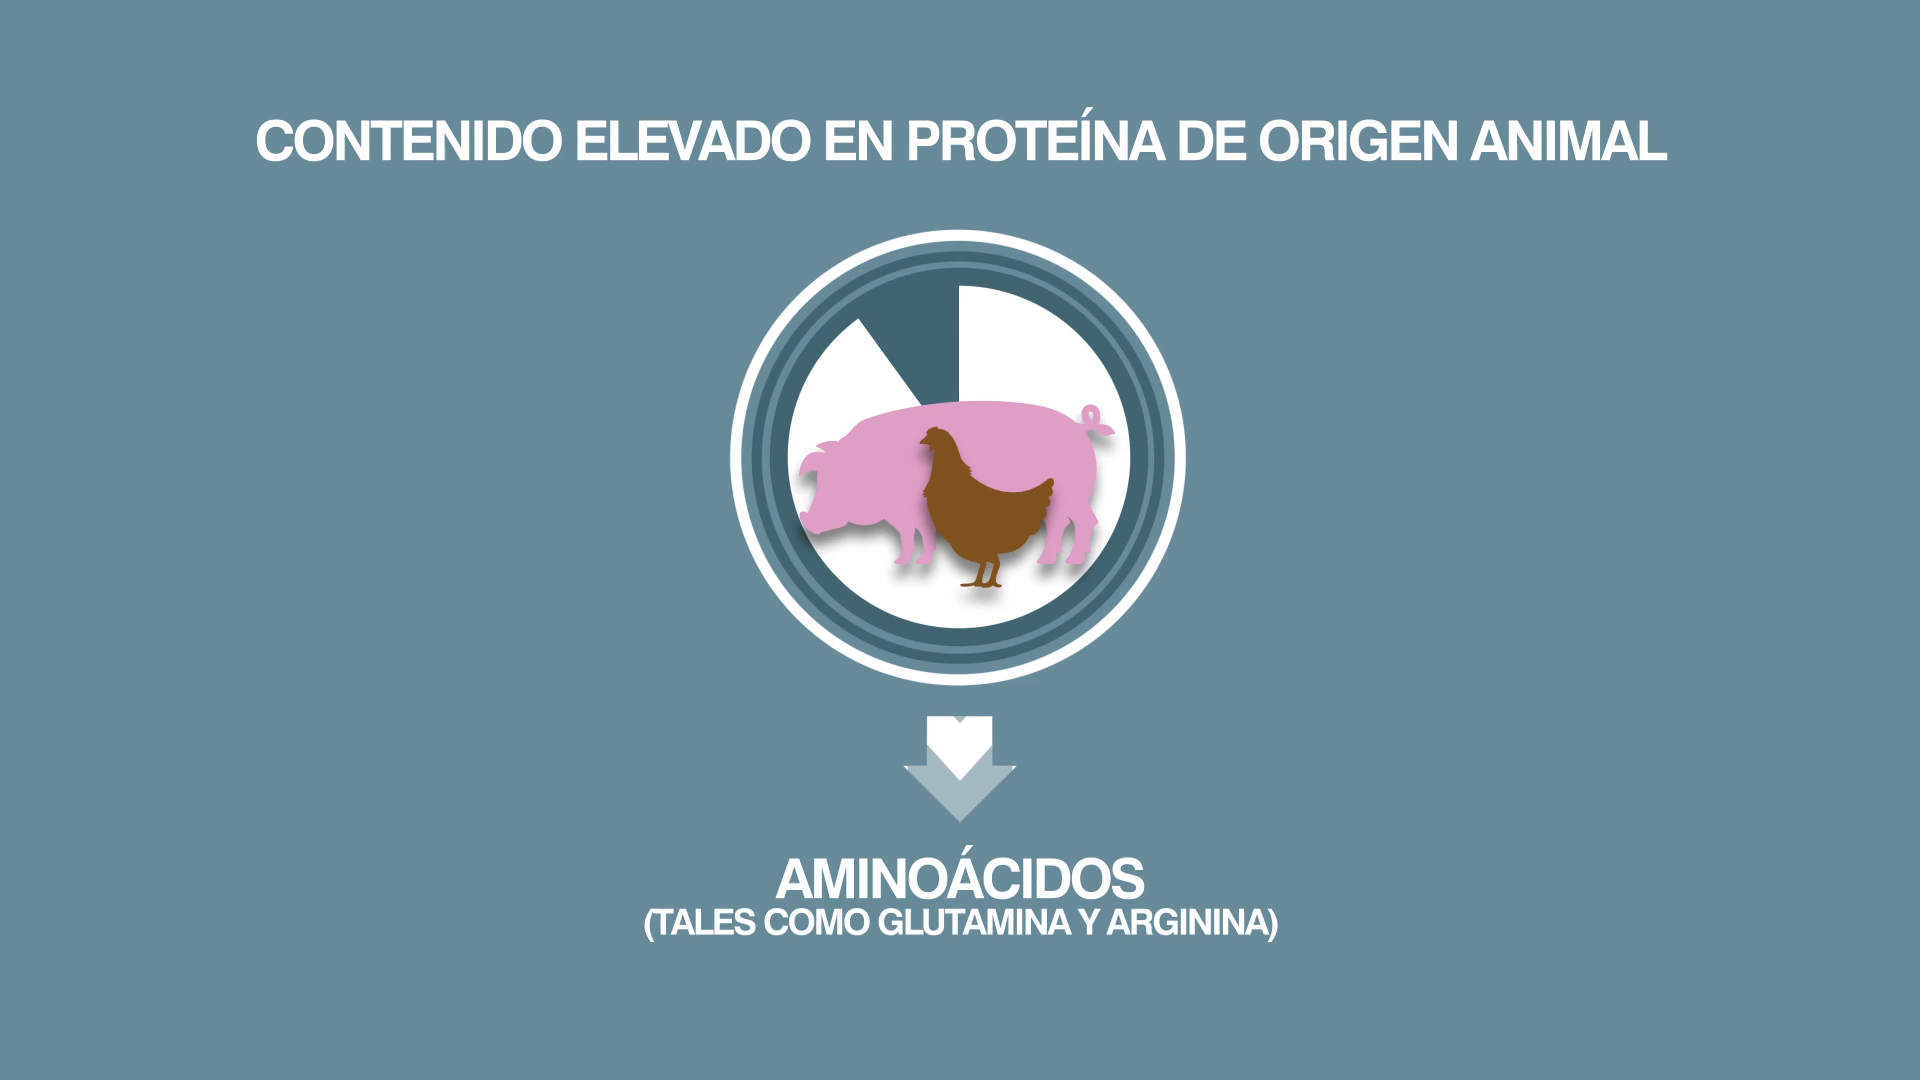 CONTENIDO ELEVADO EN PROTEÍNA DE ORIGEN ANIMAL
AMINOÁCIDOS
(TALES COMO GLUTAMINA Y ARGININA)